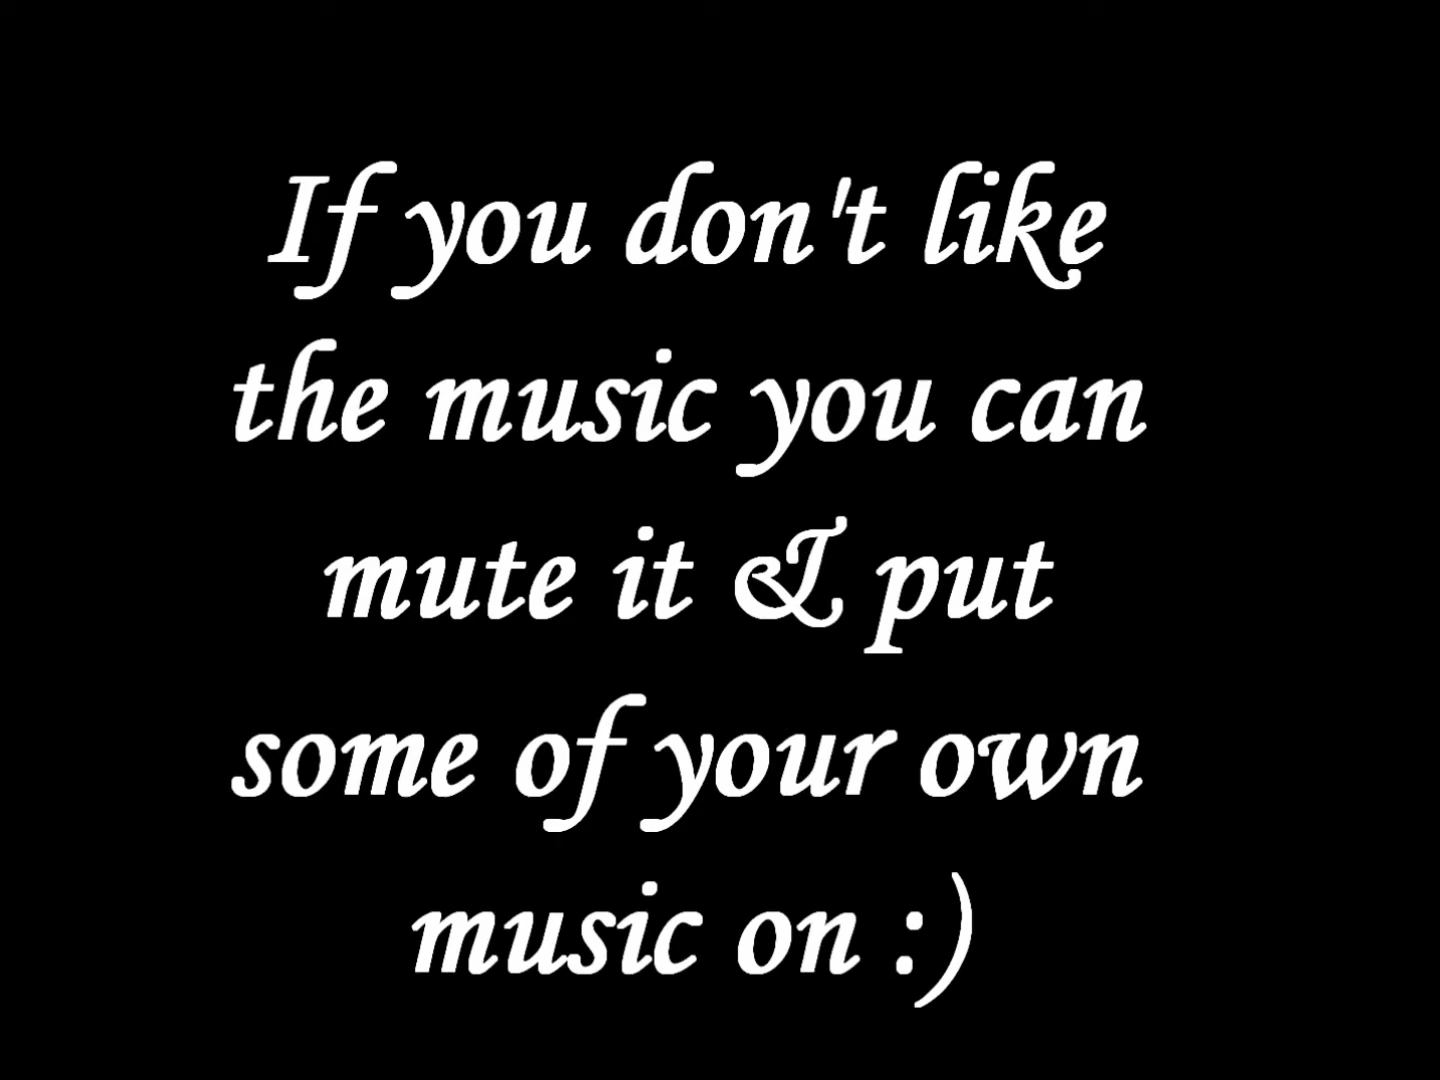 If you don't like
the music you can
mute it & put
some of your own
music on :)